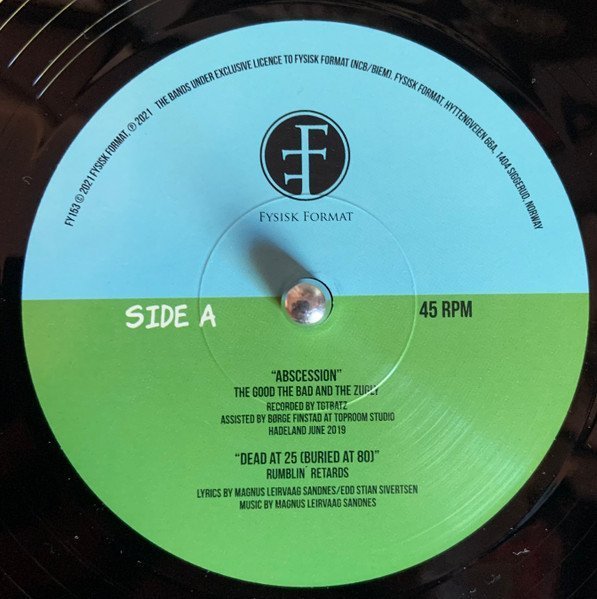 FY153 © 2021 FYSISK FORMAT. ℗ 2021 THE BANDS UNDER EXCLUSIVE LICENCE TO FYSISK FORMAT (NCB/BIEM). FYSISK FORMAT, HYTTENGVEIEN 66A, 1404 SIGGERUD, NORWAY
FYSISK FORMAT
SIDE A
45 RPM
"ABSCESSION"
THE GOOD THE BAD AND THE ZUGLY
RECORDED BY TGTBATZ
ASSISTED BY BØRGE FINSTAD AT TOPROOM STUDIO
HADELAND JUNE 2019
"DEAD AT 25 (BURIED AT 80)"
RUMBLIN´ RETARDS
LYRICS BY MAGNUS LEIRVAAG SANDNES/EDD STIAN SIVERTSEN
MUSIC BY MAGNUS LEIRVAAG SANDNES